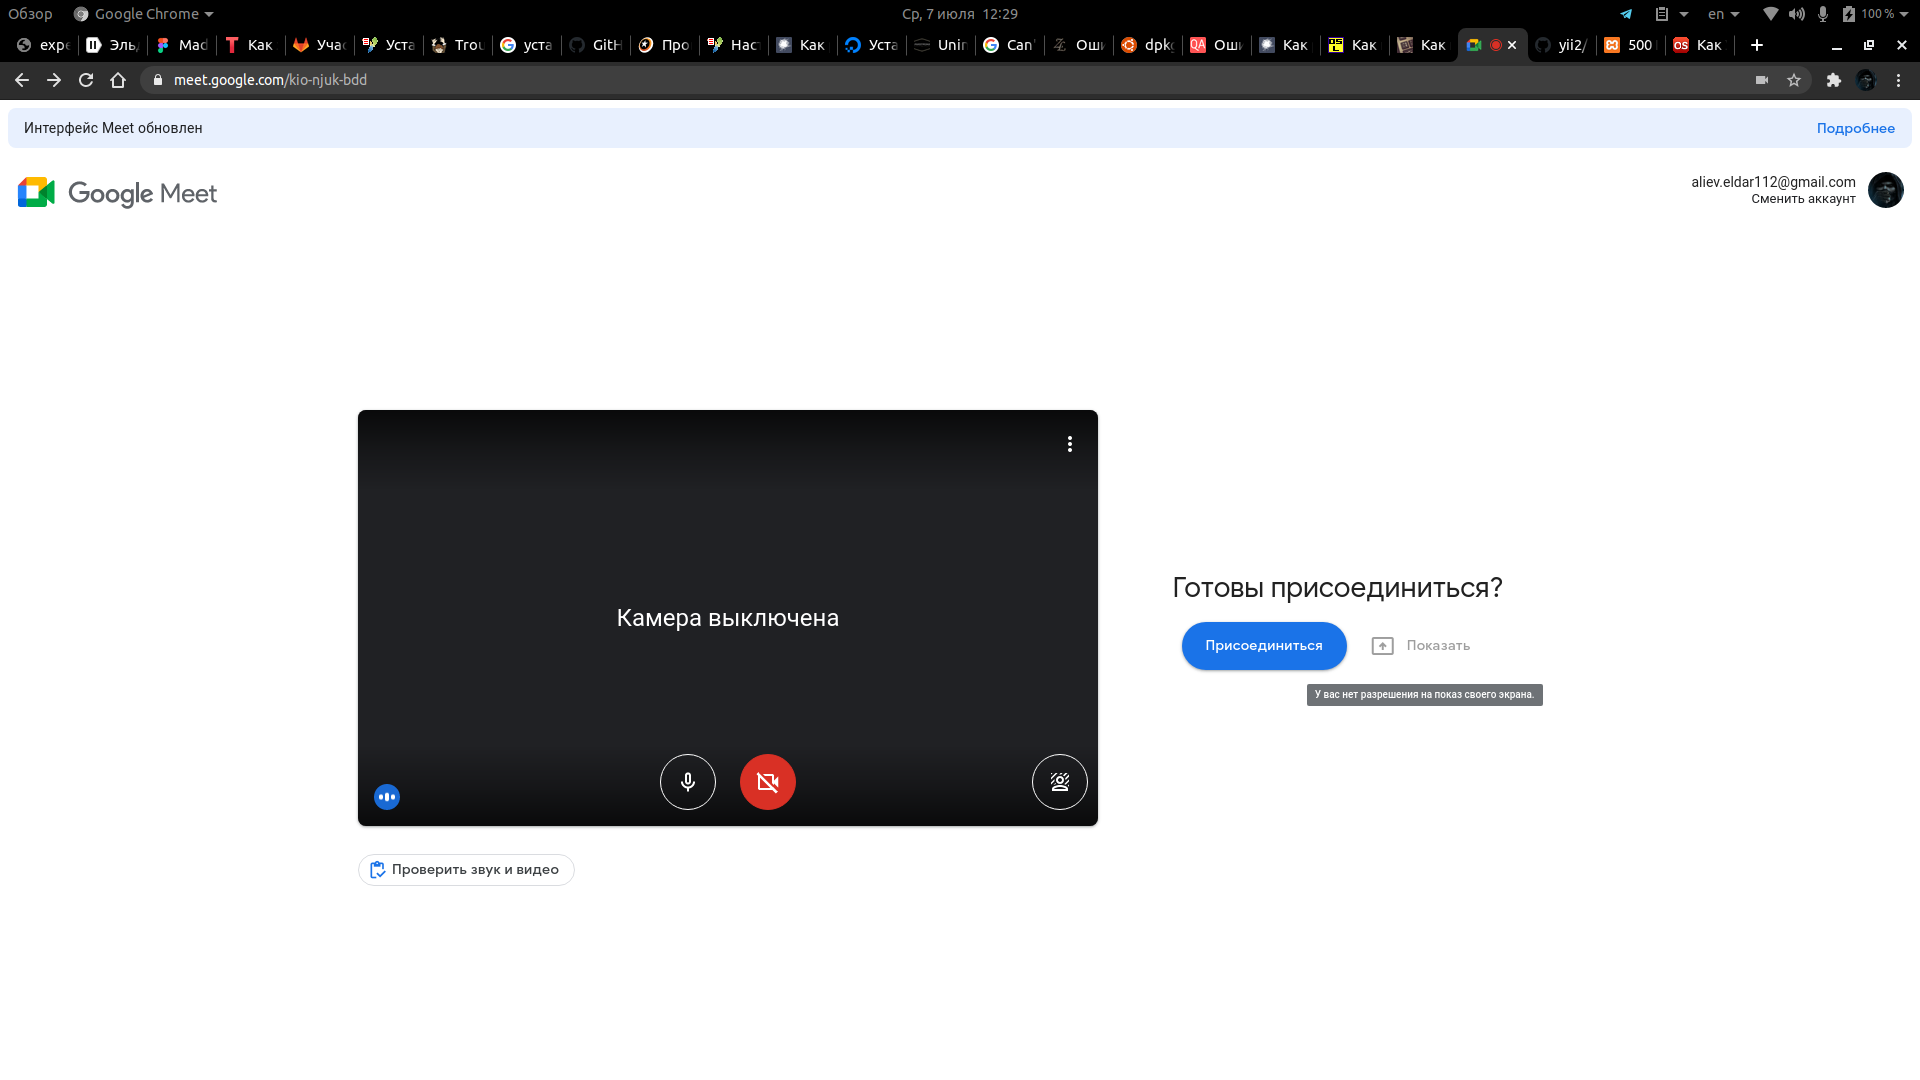 Обзор Google Chrome Ср, 7 июля 12:29 en 100 %
expe Эль Mad Как Учас Уста Trou уста GitH Про Нас Как Уста Unin Can' Оши dpkg Оши Как Как Как yii2/ 500 Как
meet.google.com/kio-njuk-bdd
Интерфейс Meet обновлен Подробнее
Google Meet
aliev.eldar112@gmail.com
Сменить аккаунт
Камера выключена
Готовы присоединиться?
Присоединиться Показать
У вас нет разрешения на показ своего экрана.
Проверить звук и видео